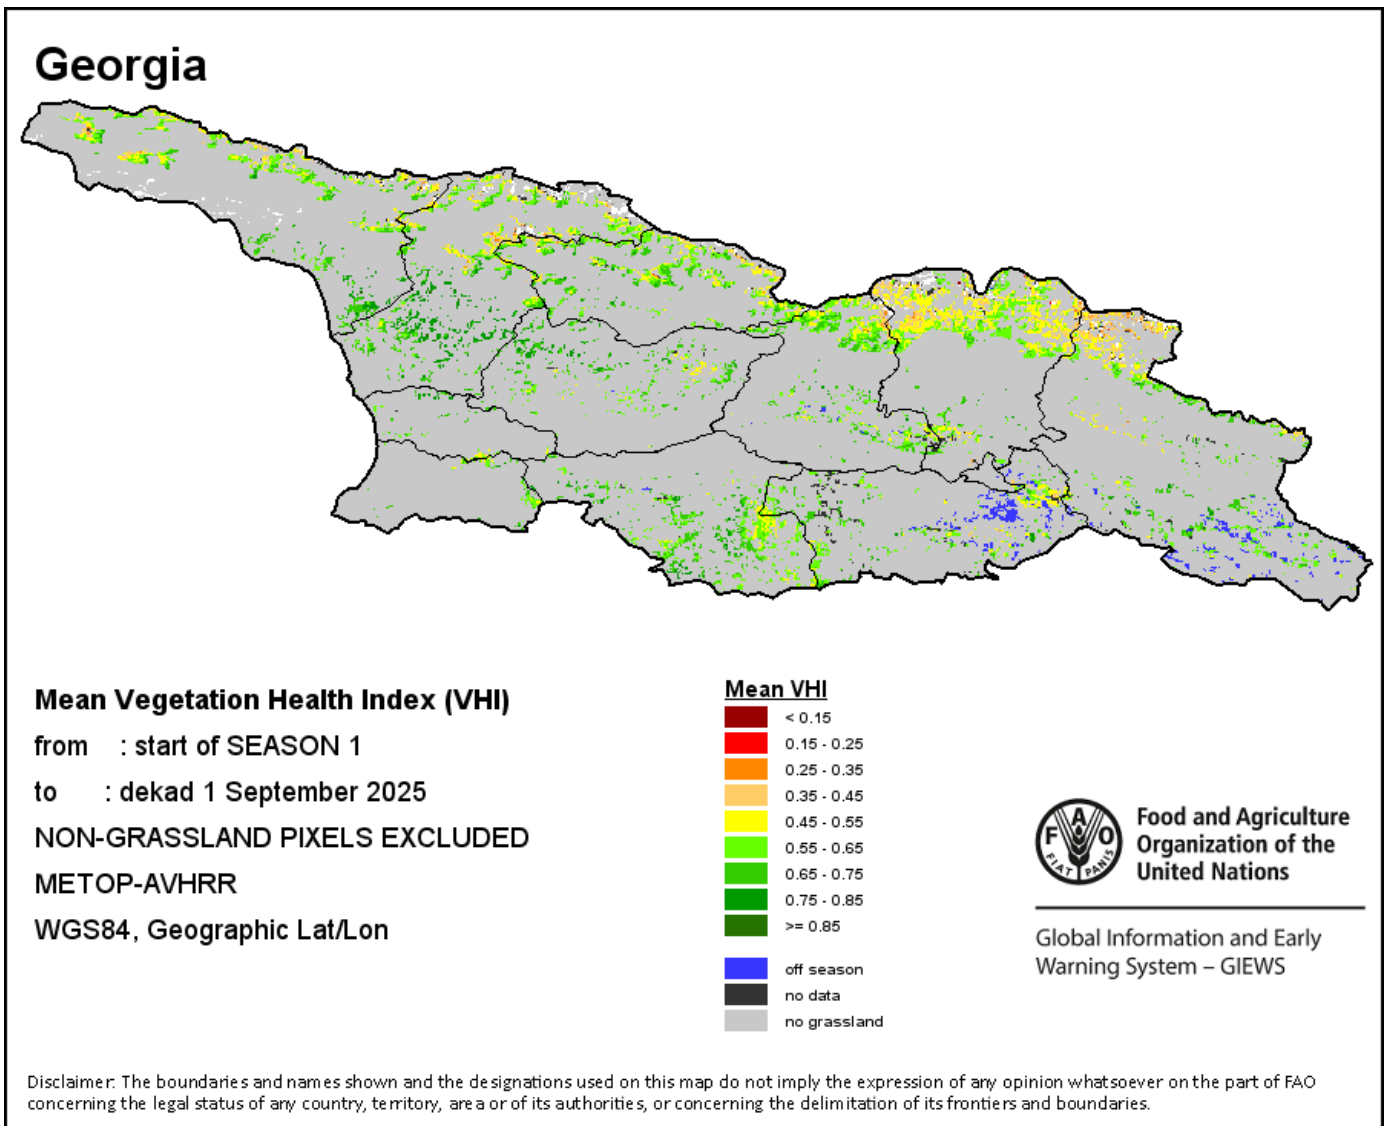 Georgia
Mean Vegetation Health Index (VHI)
from : start of SEASON 1
to : dekad 1 September 2025
NON-GRASSLAND PIXELS EXCLUDED
METOP-AVHRR
WGS84, Geographic Lat/Lon
Mean VHI
< 0.15
0.15 - 0.25
0.25 - 0.35
0.35 - 0.45
0.45 - 0.55
0.55 - 0.65
0.65 - 0.75
0.75 - 0.85
>= 0.85
off season
no data
no grassland
F A O
FIAT PANIS
Food and Agriculture
Organization of the
United Nations
Global Information and Early
Warning System – GIEWS
Disclaimer: The boundaries and names shown and the designations used on this map do not imply the expression of any opinion whatsoever on the part of FAO
concerning the legal status of any country, territory, area or of its authorities, or concerning the delimitation of its frontiers and boundaries.